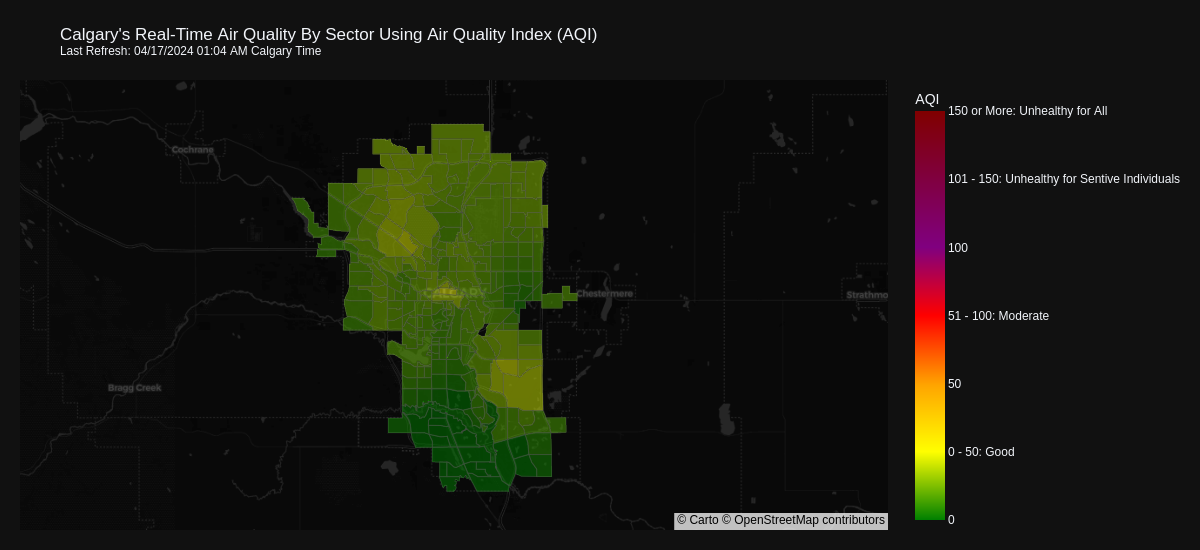 Calgary's Real-Time Air Quality By Sector Using Air Quality Index (AQI)
Last Refresh: 04/17/2024 01:04 AM Calgary Time
AQI
150 or More: Unhealthy for All
Cochrane
101 - 150: Unhealthy for Sentive Individuals
100
CALGARY
Chestermere
Strathmo
51 - 100: Moderate
50
Bragg Creek
0 - 50: Good
© Carto © OpenStreetMap contributors
0